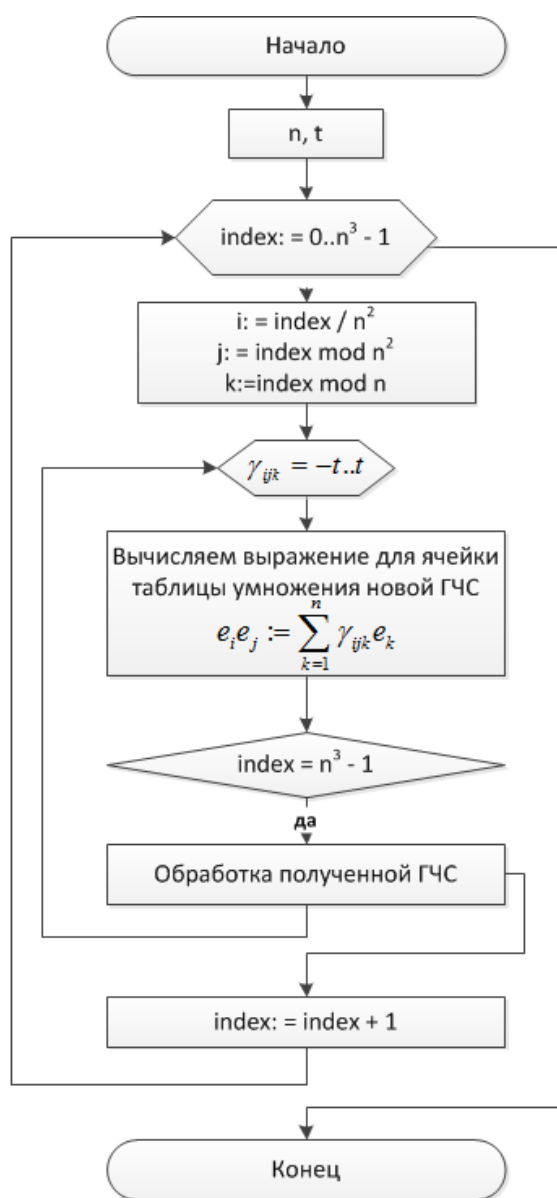 Начало
n, t
index: = 0..n³ - 1
i: = index / n²
j: = index mod n²
k:=index mod n
γᵢⱼₖ = −t..t
Вычисляем выражение для ячейки
таблицы умножения новой ГЧС
eᵢeⱼ := ∑ₖ₌₁ⁿ γᵢⱼₖeₖ
index = n³ - 1
да
Обработка полученной ГЧС
index: = index + 1
Конец